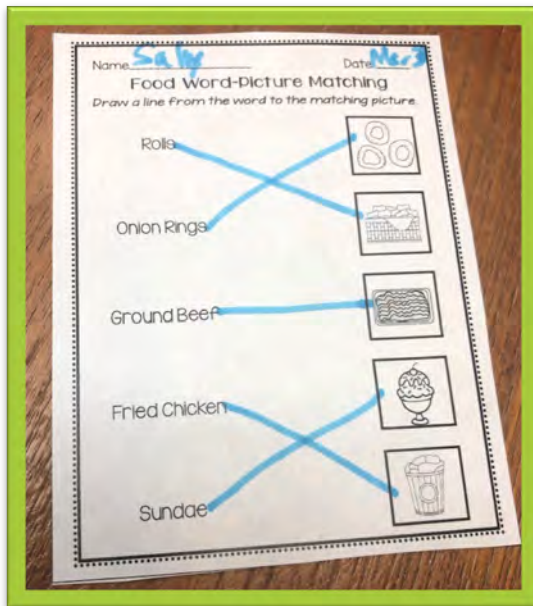 Name Sally Date Mar 3
Food Word-Picture Matching
Draw a line from the word to the matching picture.
Rolls
Onion Rings
Ground Beef
Fried Chicken
Sundae